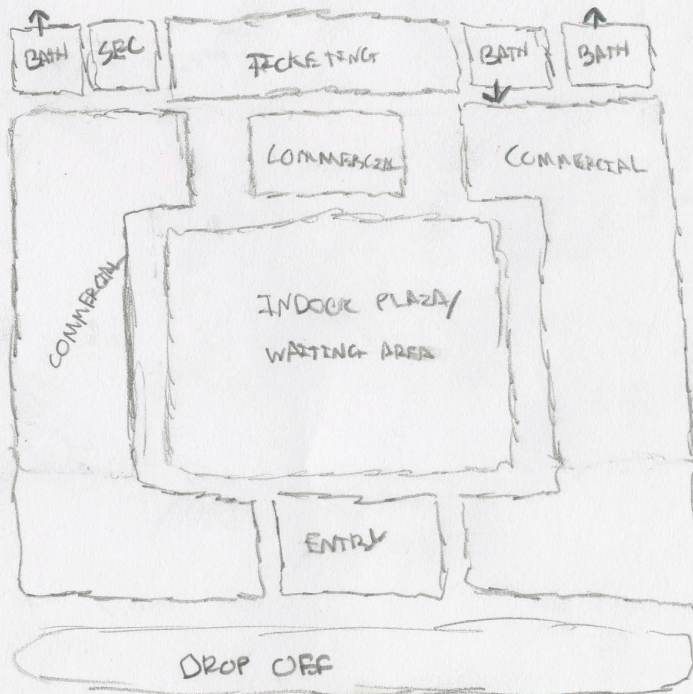 BATH
SEC
TICKETING
BATH
BATH
COMMERCIAL
COMMERCIAL
COMMERCIAL
INDOOR PLAZA/
WAITING AREA
ENTRY
DROP OFF